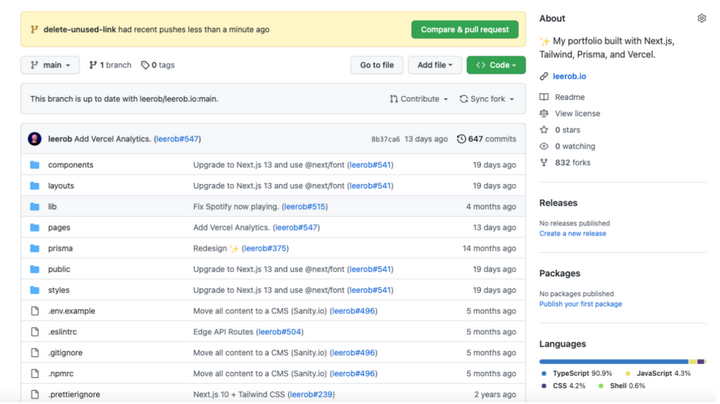 delete-unused-link had recent pushes less than a minute ago
Compare & pull request
main
1 branch
0 tags
Go to file
Add file
Code
This branch is up to date with leerob/leerob.io:main.
Contribute
Sync fork
leerob Add Vercel Analytics. (leerob#547)
8b37ca6 13 days ago
647 commits
components Upgrade to Next.js 13 and use @next/font (leerob#541) 19 days ago
layouts Upgrade to Next.js 13 and use @next/font (leerob#541) 19 days ago
lib Fix Spotify now playing. (leerob#515) 4 months ago
pages Add Vercel Analytics. (leerob#547) 13 days ago
prisma Redesign ✨ (leerob#375) 14 months ago
public Upgrade to Next.js 13 and use @next/font (leerob#541) 19 days ago
styles Upgrade to Next.js 13 and use @next/font (leerob#541) 19 days ago
.env.example Move all content to a CMS (Sanity.io) (leerob#496) 5 months ago
.eslintrc Edge API Routes (leerob#504) 5 months ago
.gitignore Move all content to a CMS (Sanity.io) (leerob#496) 5 months ago
.npmrc Move all content to a CMS (Sanity.io) (leerob#496) 5 months ago
.prettierignore Next.js 10 + Tailwind CSS (leerob#239) 2 years ago
About
✨ My portfolio built with Next.js,
Tailwind, Prisma, and Vercel.
leerob.io
Readme
View license
0 stars
0 watching
832 forks
Releases
No releases published
Create a new release
Packages
No packages published
Publish your first package
Languages
TypeScript 90.9% JavaScript 4.3%
CSS 4.2% Shell 0.6%